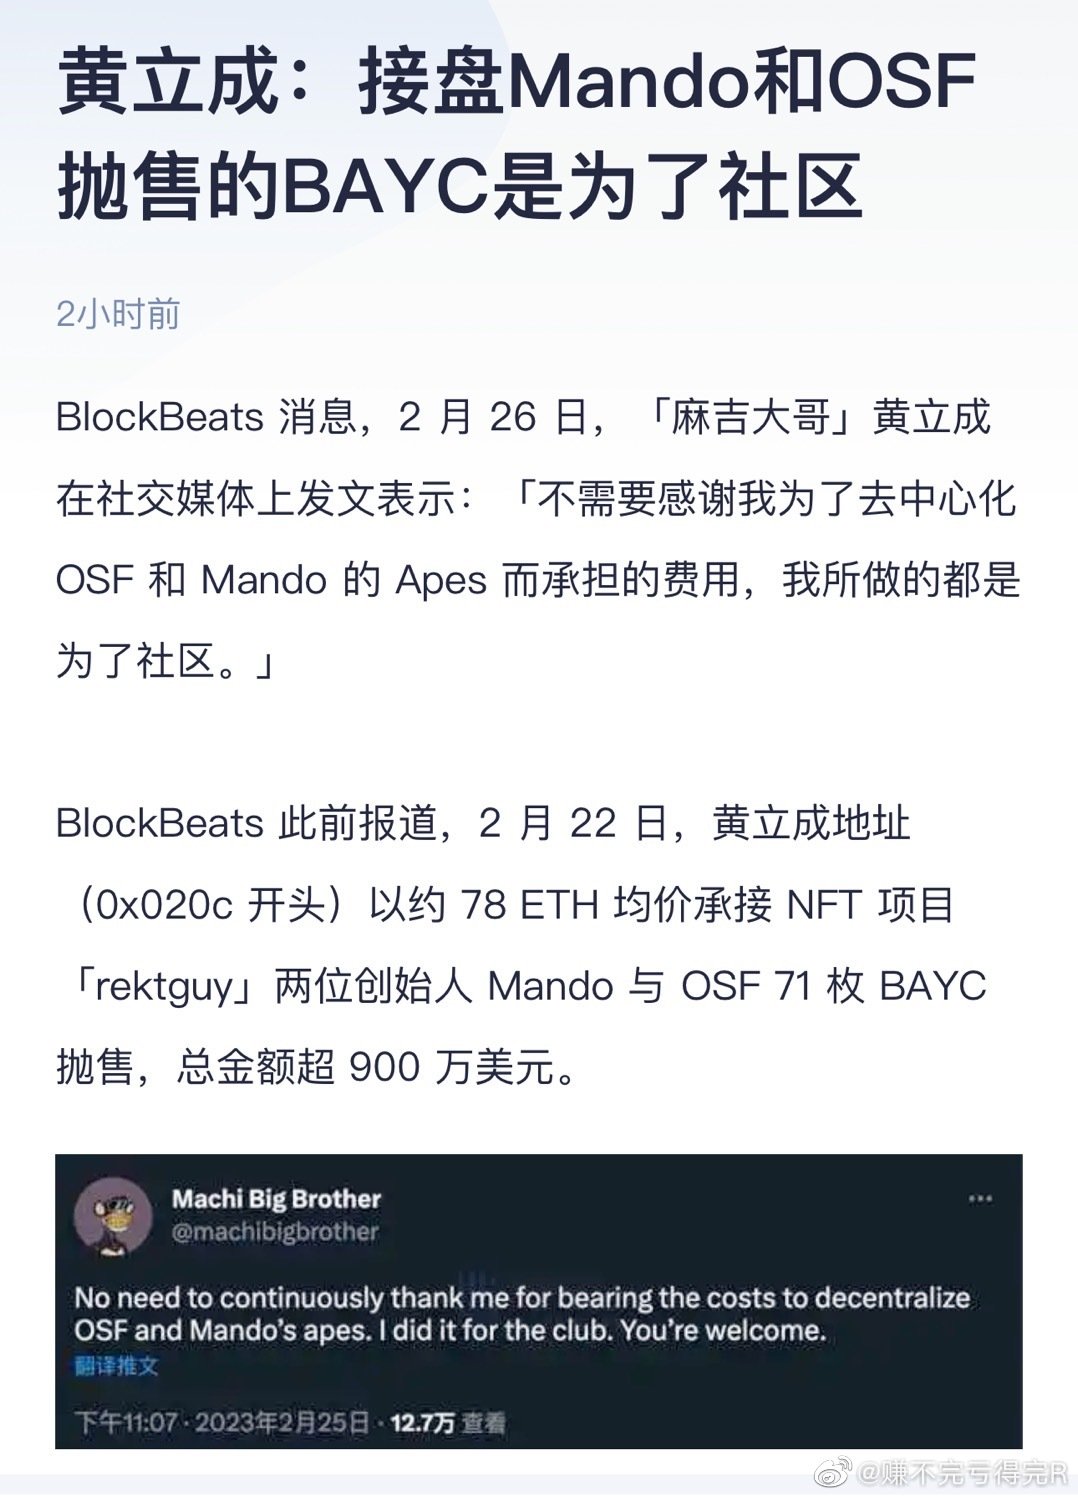 黄立成：接盘Mando和OSF
抛售的BAYC是为了社区
2小时前
BlockBeats 消息，2 月 26 日，「麻吉大哥」黄立成
在社交媒体上发文表示：「不需要感谢我为了去中心化
OSF 和 Mando 的 Apes 而承担的费用，我所做的都是
为了社区。」
BlockBeats 此前报道，2 月 22 日，黄立成地址
（0x020c 开头）以约 78 ETH 均价承接 NFT 项目
「rektguy」两位创始人 Mando 与 OSF 71 枚 BAYC
抛售，总金额超 900 万美元。
Machi Big Brother
@machibigbrother
No need to continuously thank me for bearing the costs to decentralize
OSF and Mando's apes. I did it for the club. You're welcome.
翻译推文
下午11:07 · 2023年2月25日 · 12.7万 查看
@赚不完亏得完R